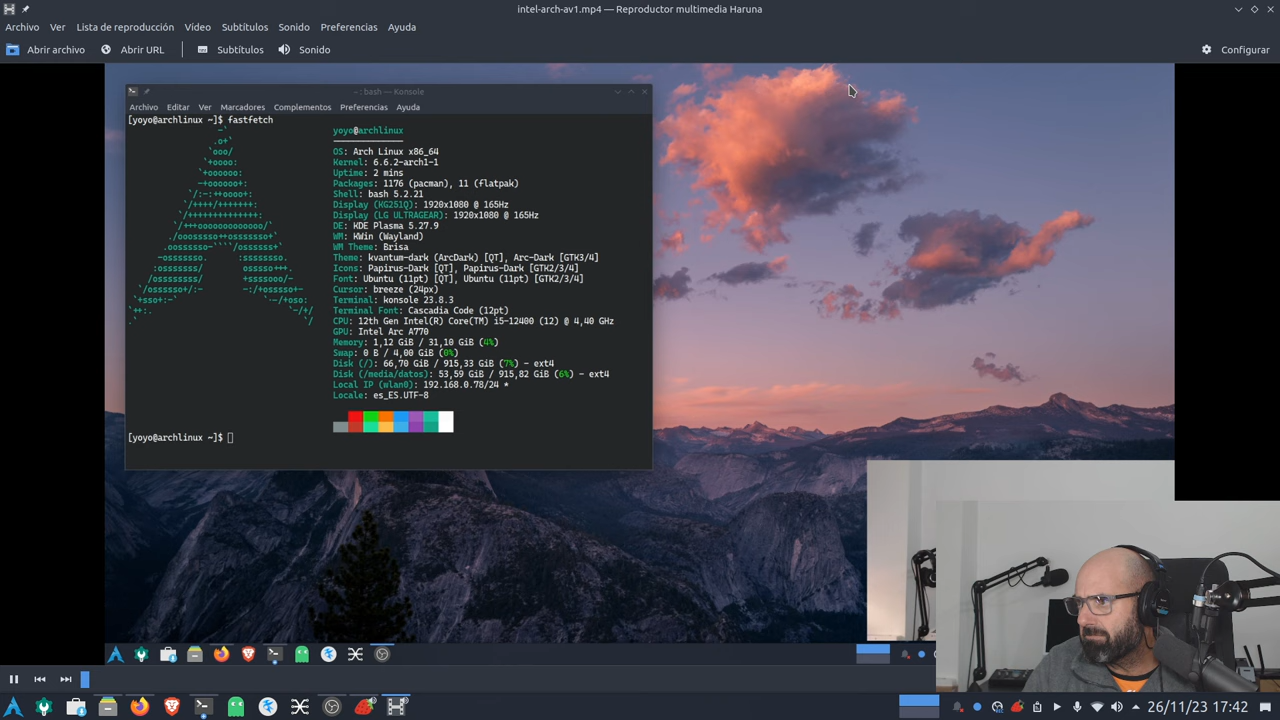 intel-arch-av1.mp4 — Reproductor multimedia Haruna
Archivo Ver Lista de reproducción Vídeo Subtítulos Sonido Preferencias Ayuda
Abrir archivo Abrir URL Subtítulos Sonido Configurar
~ : bash — Konsole
Archivo Editar Ver Marcadores Complementos Preferencias Ayuda
[yoyo@archlinux ~]$ fastfetch
yoyo@archlinux
OS: Arch Linux x86_64
Kernel: 6.6.2-arch1-1
Uptime: 2 mins
Packages: 1176 (pacman), 11 (flatpak)
Shell: bash 5.2.21
Display (KG251Q): 1920x1080 @ 165Hz
Display (LG ULTRAGEAR): 1920x1080 @ 165Hz
DE: KDE Plasma 5.27.9
WM: KWin (Wayland)
WM Theme: Brisa
Theme: kvantum-dark (ArcDark) [QT], Arc-Dark [GTK3/4]
Icons: Papirus-Dark [QT], Papirus-Dark [GTK2/3/4]
Font: Ubuntu (11pt) [QT], Ubuntu (11pt) [GTK2/3/4]
Cursor: breeze (24px)
Terminal: konsole 23.8.3
Terminal Font: Cascadia Code (12pt)
CPU: 12th Gen Intel(R) Core(TM) i5-12400 (12) @ 4,40 GHz
GPU: Intel Arc A770
Memory: 1,12 GiB / 31,10 GiB (4%)
Swap: 0 B / 4,00 GiB (0%)
Disk (/): 66,70 GiB / 915,33 GiB (7%) - ext4
Disk (/media/datos): 53,59 GiB / 915,82 GiB (6%) - ext4
Local IP (wlan0): 192.168.0.78/24 *
Locale: es_ES.UTF-8
[yoyo@archlinux ~]$
26/11/23 17:42